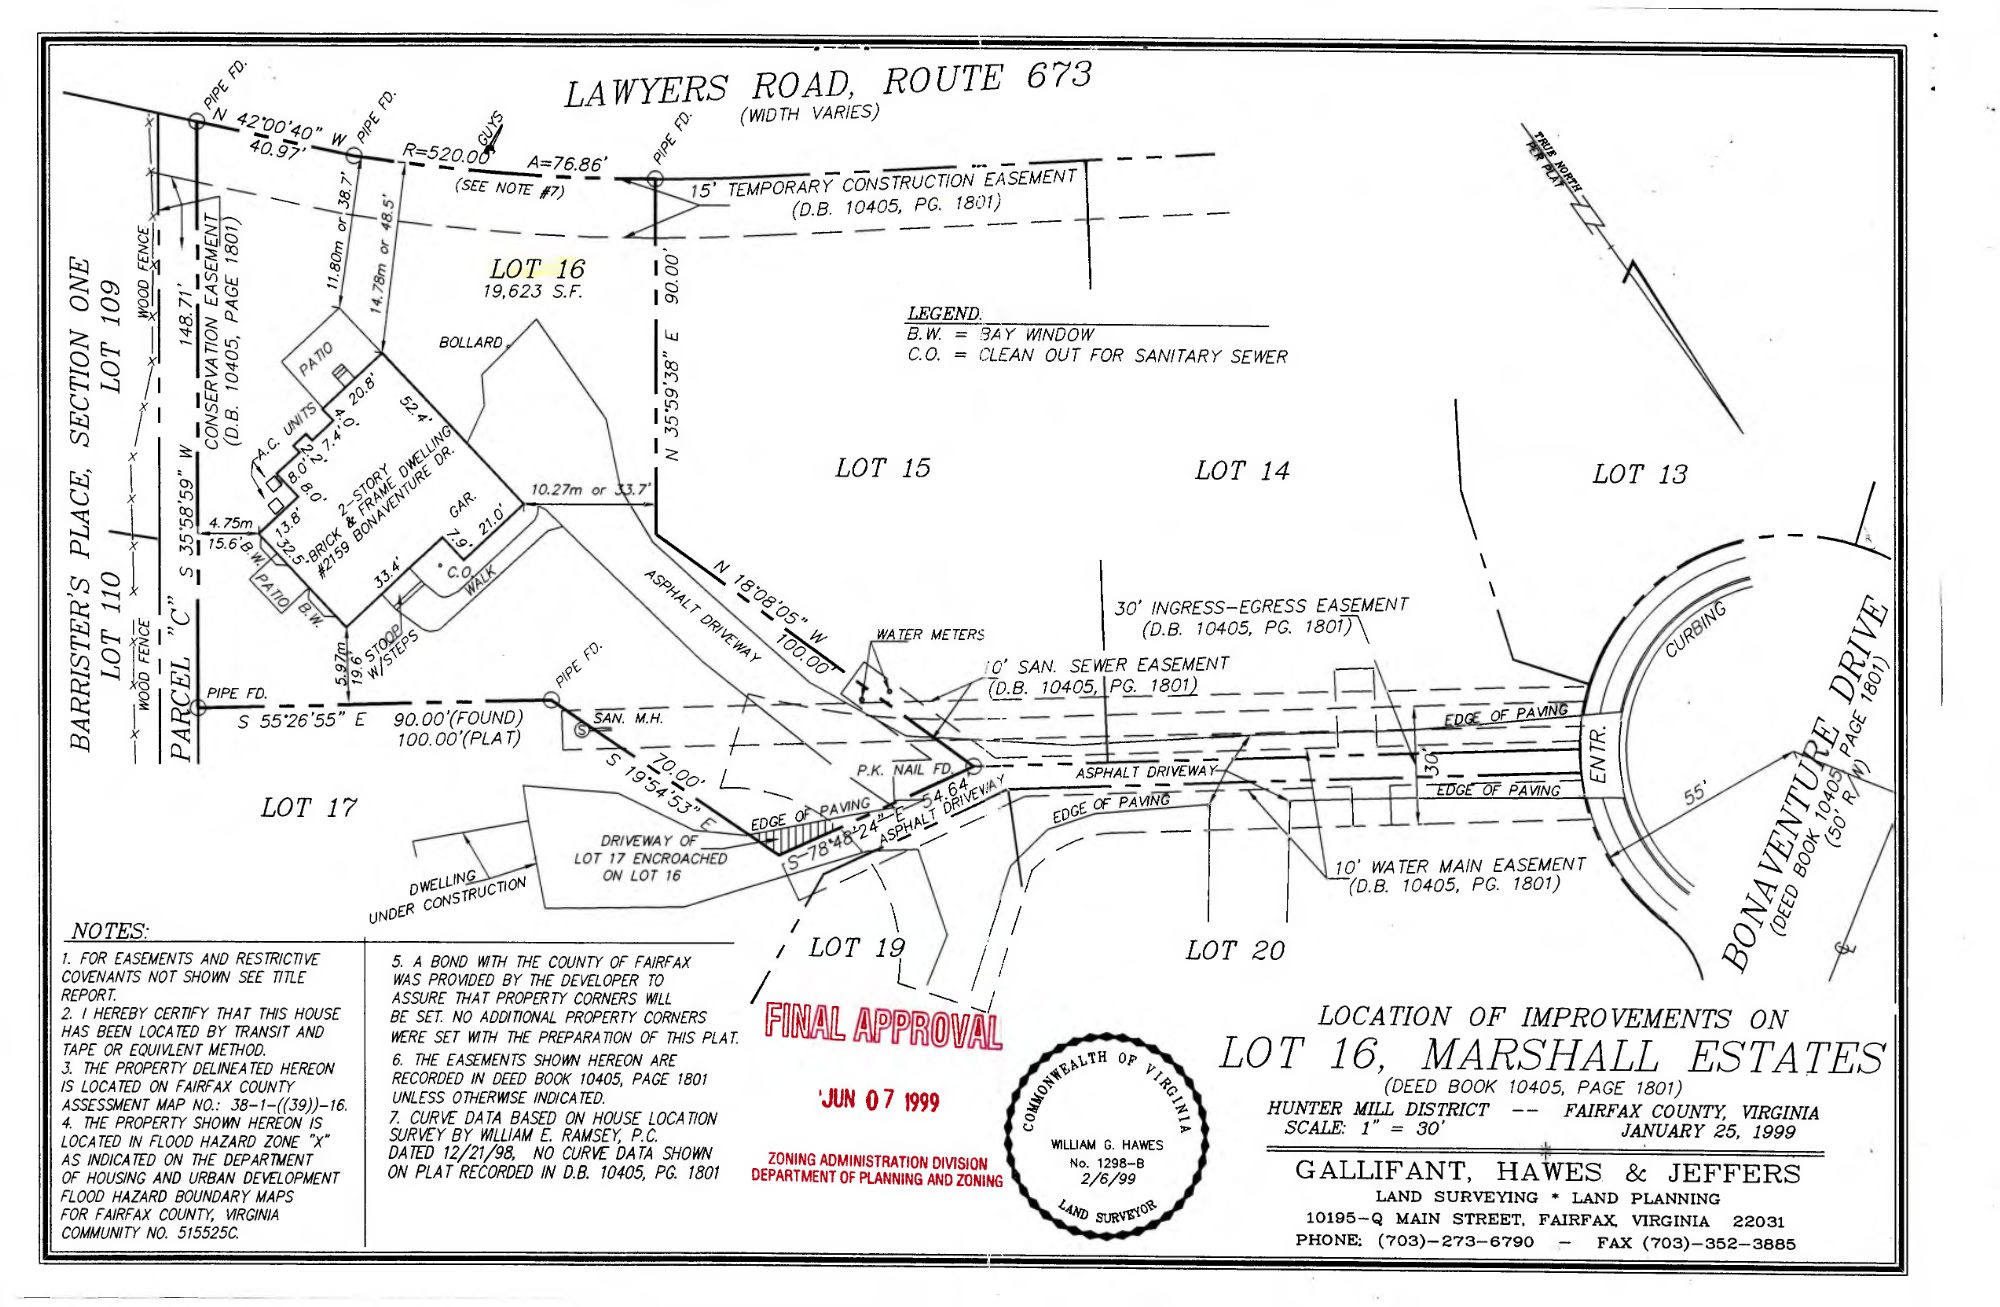 LAWYERS ROAD, ROUTE 673
(WIDTH VARIES)
PIPE FD.
N 42°00'40" W
40.97'
PIPE FD.
R=520.00'
GUYS
A=76.86'
(SEE NOTE #7)
PIPE FD.
15' TEMPORARY CONSTRUCTION EASEMENT
(D.B. 10405, PG. 1801)
TRUE NORTH
PER PLAT
BARRISTER'S PLACE, SECTION ONE
LOT 109
LOT 110
WOOD FENCE
WOOD FENCE
PARCEL "C"
S 35°58'59" W
148.71'
CONSERVATION EASEMENT
(D.B. 10405, PAGE 1801)
11.80m or 38.7'
14.78m or 48.5'
LOT 16
19,623 S.F.
N 35°59'38" E 90.00'
LEGEND:
B.W. = BAY WINDOW
C.O. = CLEAN OUT FOR SANITARY SEWER
BOLLARD
PATIO
A.C. UNITS
20.8'
4.0'
7.4'
2.2'
8.0'
8.0'
13.8'
32.5'
52.4'
2-STORY
BRICK & FRAME DWELLING
#2159 BONAVENTURE DR.
GAR.
21.0'
7.9'
33.4'
C.O.
WALK
4.75m
15.6'
B.W.
PATIO
B.W.
STOOP
W/STEPS
5.97m
19.6'
10.27m or 33.7'
LOT 15
LOT 14
LOT 13
ASPHALT DRIVEWAY
N 18°08'05" W
100.00'
WATER METERS
30' INGRESS-EGRESS EASEMENT
(D.B. 10405, PG. 1801)
10' SAN. SEWER EASEMENT
(D.B. 10405, PG. 1801)
CURBING
BONAVENTURE DRIVE
(DEED BOOK 10405, PAGE 1801)
(50' R/W)
PIPE FD.
S 55°26'55" E
90.00'(FOUND)
100.00'(PLAT)
PIPE FD.
SAN. M.H.
S
70.00'
S 19°54'53" E
P.K. NAIL FD.
EDGE OF PAVING
ASPHALT DRIVEWAY
EDGE OF PAVING
30'
ENTR.
55'
LOT 17
EDGE OF PAVING
S 78°48'24" E
54.64'
ASPHALT DRIVEWAY
EDGE OF PAVING
DRIVEWAY OF
LOT 17 ENCROACHED
ON LOT 16
DWELLING
UNDER CONSTRUCTION
10' WATER MAIN EASEMENT
(D.B. 10405, PG. 1801)
LOT 19
LOT 20
NOTES:
1. FOR EASEMENTS AND RESTRICTIVE
COVENANTS NOT SHOWN SEE TITLE
REPORT.
2. I HEREBY CERTIFY THAT THIS HOUSE
HAS BEEN LOCATED BY TRANSIT AND
TAPE OR EQUIVLENT METHOD.
3. THE PROPERTY DELINEATED HEREON
IS LOCATED ON FAIRFAX COUNTY
ASSESSMENT MAP NO.: 38-1-((39))-16.
4. THE PROPERTY SHOWN HEREON IS
LOCATED IN FLOOD HAZARD ZONE "X"
AS INDICATED ON THE DEPARTMENT
OF HOUSING AND URBAN DEVELOPMENT
FLOOD HAZARD BOUNDARY MAPS
FOR FAIRFAX COUNTY, VIRGINIA
COMMUNITY NO. 515525C.
5. A BOND WITH THE COUNTY OF FAIRFAX
WAS PROVIDED BY THE DEVELOPER TO
ASSURE THAT PROPERTY CORNERS WILL
BE SET. NO ADDITIONAL PROPERTY CORNERS
WERE SET WITH THE PREPARATION OF THIS PLAT.
6. THE EASEMENTS SHOWN HEREON ARE
RECORDED IN DEED BOOK 10405, PAGE 1801
UNLESS OTHERWISE INDICATED.
7. CURVE DATA BASED ON HOUSE LOCATION
SURVEY BY WILLIAM E. RAMSEY, P.C.
DATED 12/21/98, NO CURVE DATA SHOWN
ON PLAT RECORDED IN D.B. 10405, PG. 1801
FINAL APPROVAL
JUN 07 1999
ZONING ADMINISTRATION DIVISION
DEPARTMENT OF PLANNING AND ZONING
COMMONWEALTH OF VIRGINIA
WILLIAM G. HAWES
No. 1298-B
2/6/99
LAND SURVEYOR
LOCATION OF IMPROVEMENTS ON
LOT 16, MARSHALL ESTATES
(DEED BOOK 10405, PAGE 1801)
HUNTER MILL DISTRICT -- FAIRFAX COUNTY, VIRGINIA
SCALE: 1" = 30' JANUARY 25, 1999
GALLIFANT, HAWES & JEFFERS
LAND SURVEYING * LAND PLANNING
10195-Q MAIN STREET, FAIRFAX, VIRGINIA 22031
PHONE: (703)-273-6790 - FAX (703)-352-3885